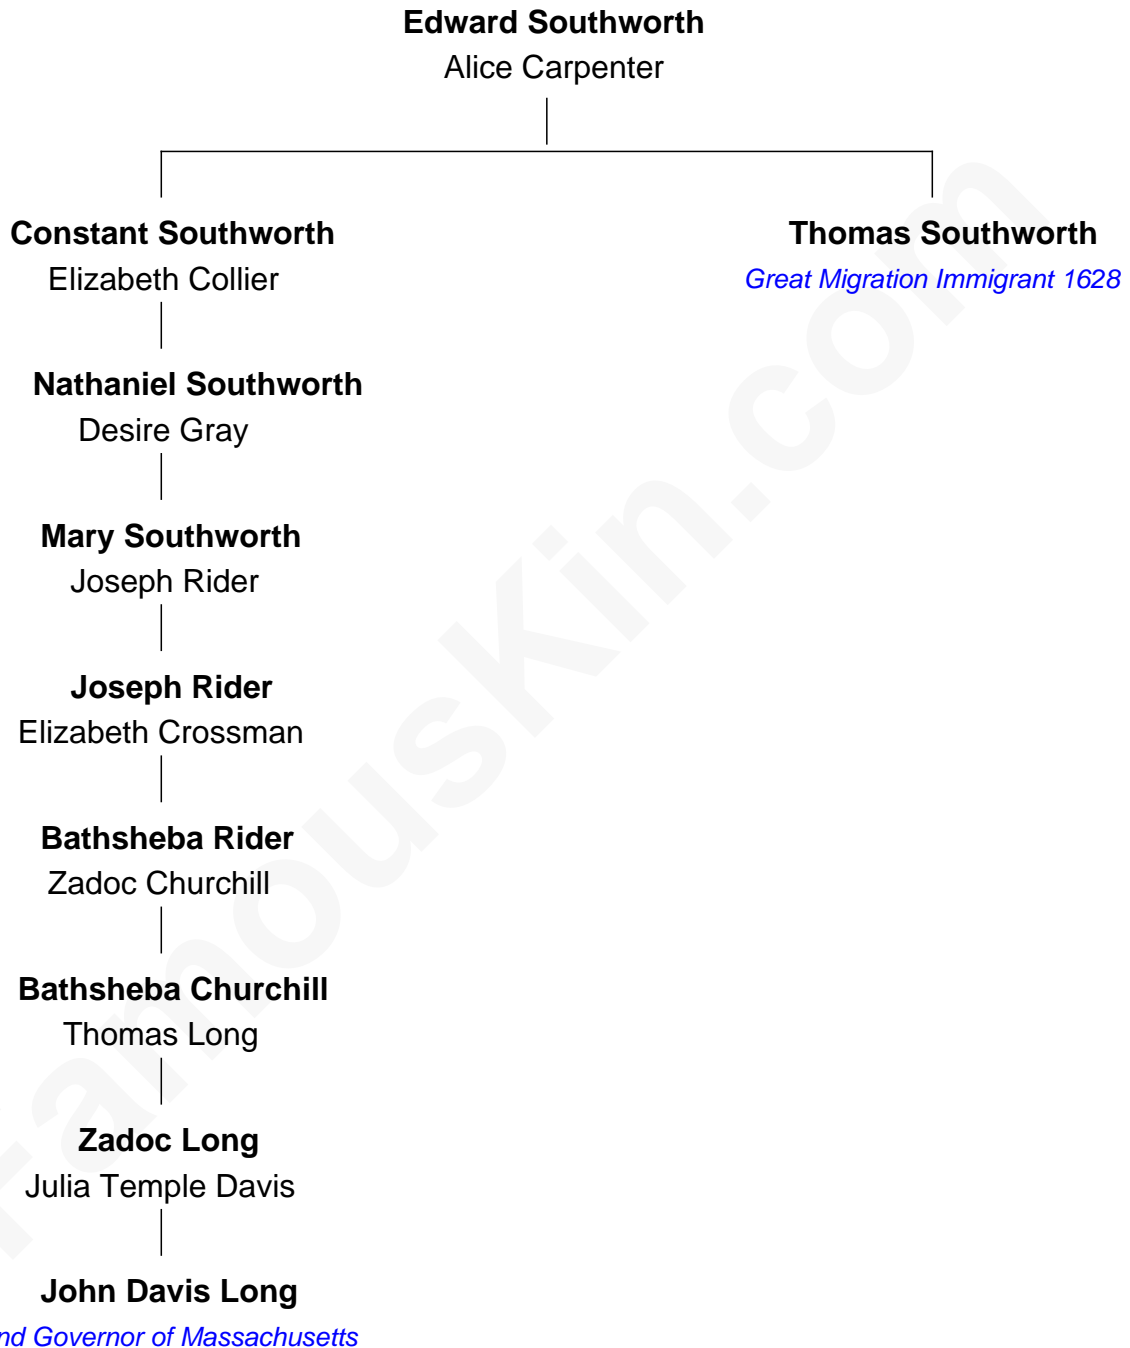 Edward Southworth
Alice Carpenter
Constant Southworth
Elizabeth Collier
Thomas Southworth
Great Migration Immigrant 1628
Nathaniel Southworth
Desire Gray
Mary Southworth
Joseph Rider
Joseph Rider
Elizabeth Crossman
Bathsheba Rider
Zadoc Churchill
Bathsheba Churchill
Thomas Long
Zadoc Long
Julia Temple Davis
John Davis Long
Governor of Massachusetts
FamousKin.com